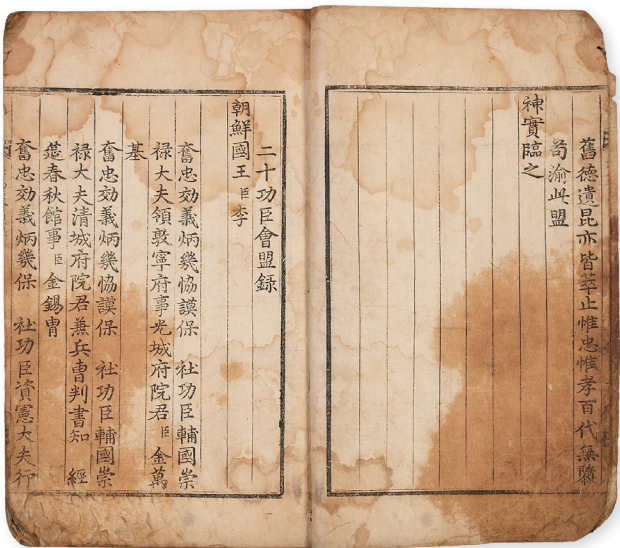 舊德遺昆亦皆萃止惟忠惟孝百代無
苟渝此盟
神實臨之
二十功臣會盟錄
朝鮮國王臣李
奮忠効義炳幾協謨保 社功臣輔國崇
祿大夫領敦寧府事光城府院君臣金萬
基
奮忠効義炳幾協謨保 社功臣輔國崇
祿大夫清城府院君兼兵曹判書知 經
筵春秋館事臣金錫冑
奮忠効義炳幾保 社功臣資憲大夫行